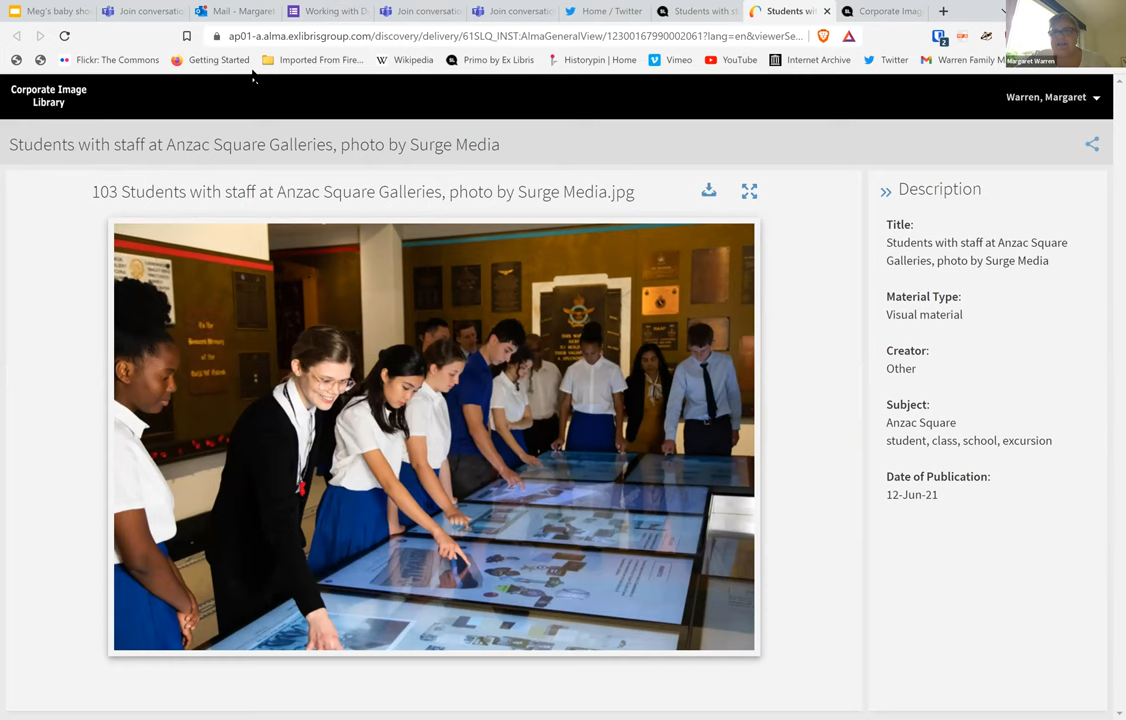 Meg's baby sho
Join conversatio
Mail - Margaret
Working with D
Join conversatio
Join conversatio
Home / Twitter
Students with st
Students wi
Corporate Imag
ap01-a.alma.exlibrisgroup.com/discovery/delivery/61SLQ_INST:AlmaGeneralView/12300167990002061?lang=en&viewerSe...
2
Flickr: The Commons
Getting Started
Imported From Fire...
Wikipedia
Primo by Ex Libris
Historypin | Home
Vimeo
YouTube
Internet Archive
Twitter
Warren Family M
Margaret Warren
Corporate Image
Library
Warren, Margaret
Students with staff at Anzac Square Galleries, photo by Surge Media
103 Students with staff at Anzac Square Galleries, photo by Surge Media.jpg
Description
Title:
Students with staff at Anzac Square
Galleries, photo by Surge Media
Material Type:
Visual material
Creator:
Other
Subject:
Anzac Square
student, class, school, excursion
Date of Publication:
12-Jun-21